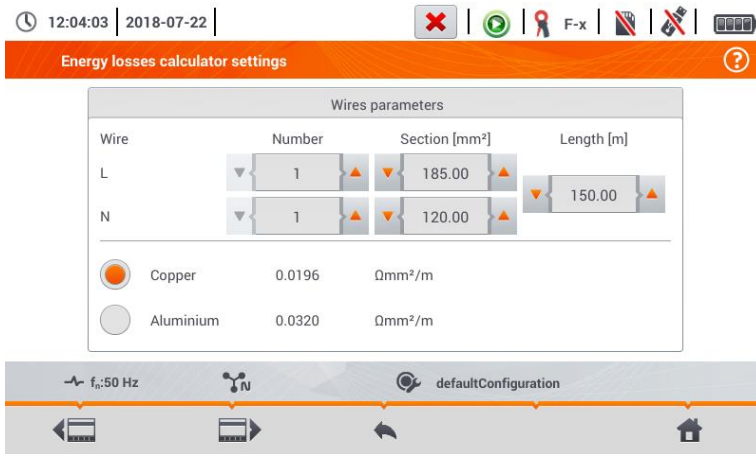 12:04:03 2018-07-22 F-x
Energy losses calculator settings ?
Wires parameters
Wire Number Section [mm²] Length [m]
L 1 185.00
150.00
N 1 120.00
Copper 0.0196 Ωmm²/m
Aluminium 0.0320 Ωmm²/m
fn:50 Hz N defaultConfiguration